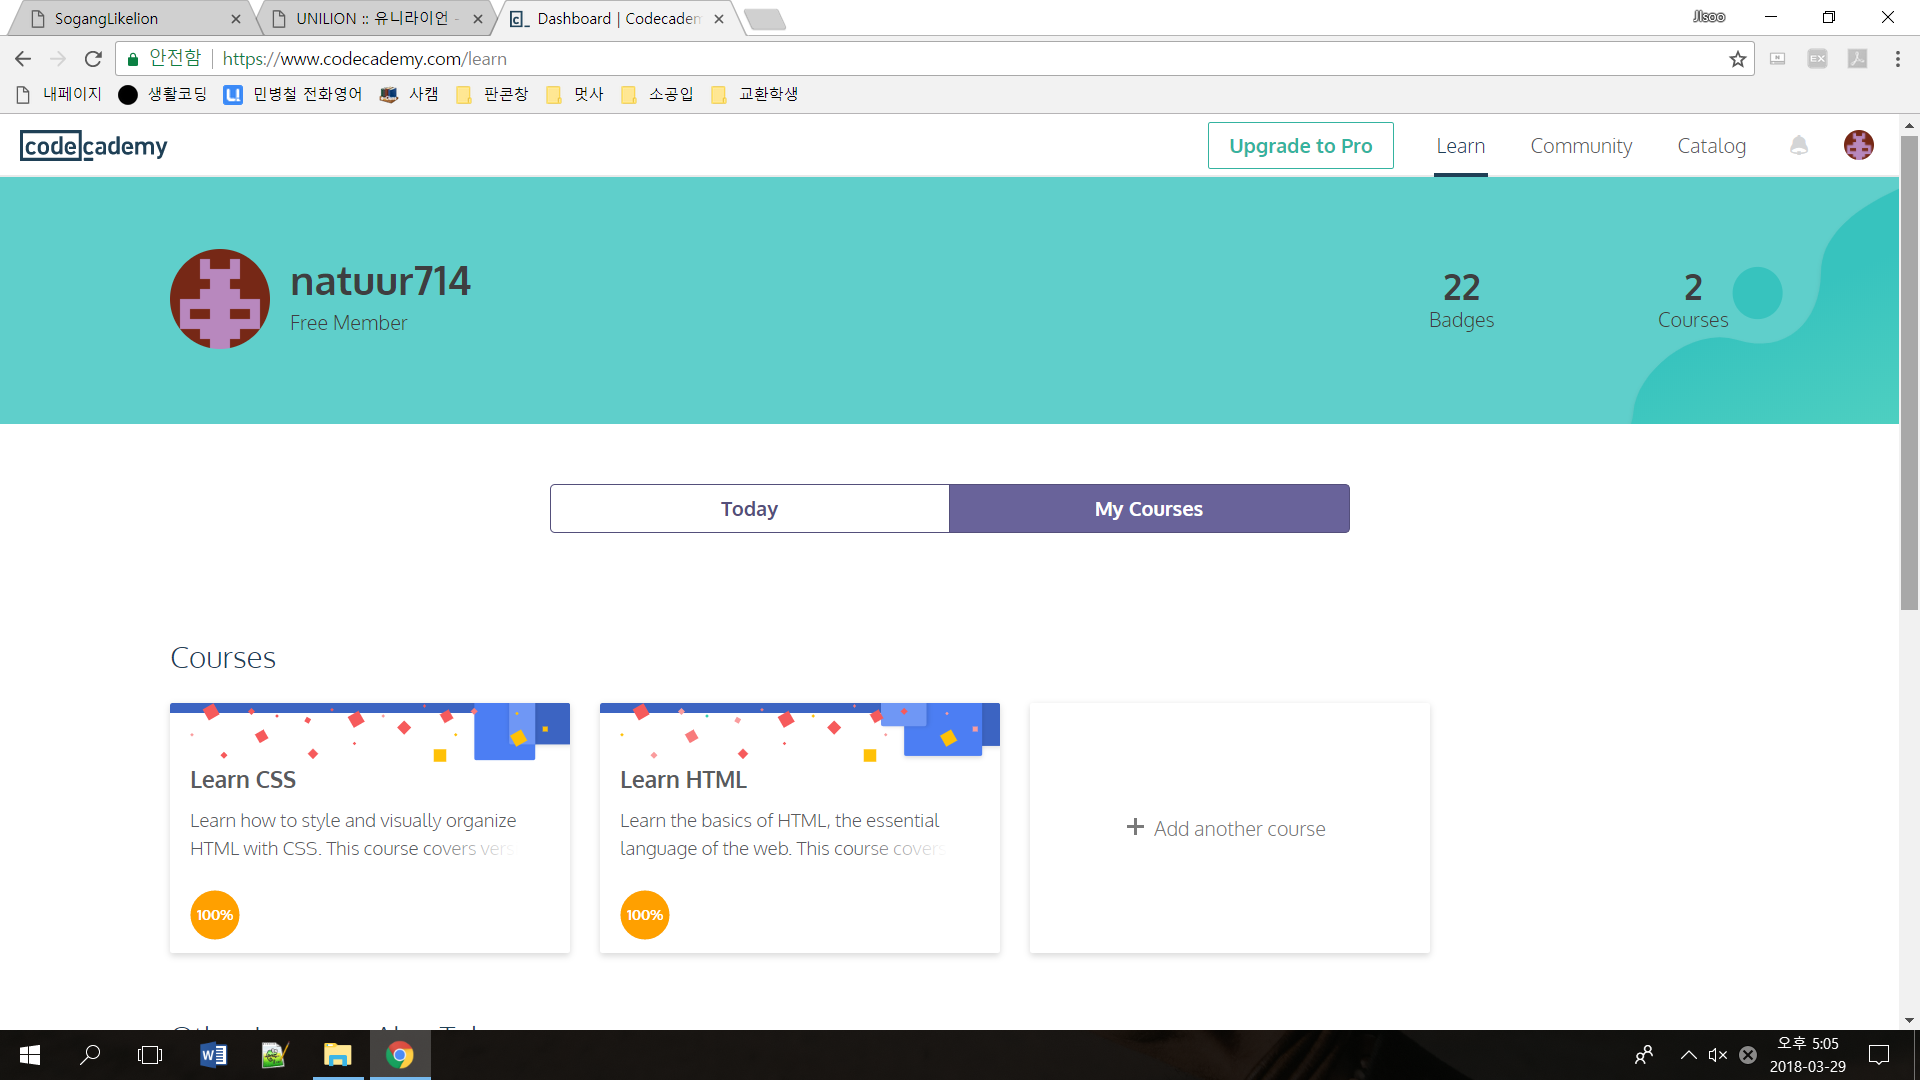 SogangLikelion
UNILION :: 유니라이언 -
Dashboard | Codecadem
JIsoo
안전함
https://www.codecademy.com/learn
내페이지
생활코딩
민병철 전화영어
사캠
판콘창
멋사
소공입
교환학생
codecademy
Upgrade to Pro
Learn
Community
Catalog
natuur714
Free Member
22
Badges
2
Courses
Today
My Courses
Courses
Learn CSS
Learn how to style and visually organize
HTML with CSS. This course covers vers
100%
Learn HTML
Learn the basics of HTML, the essential
language of the web. This course covers
100%
+ Add another course
오후 5:05
2018-03-29